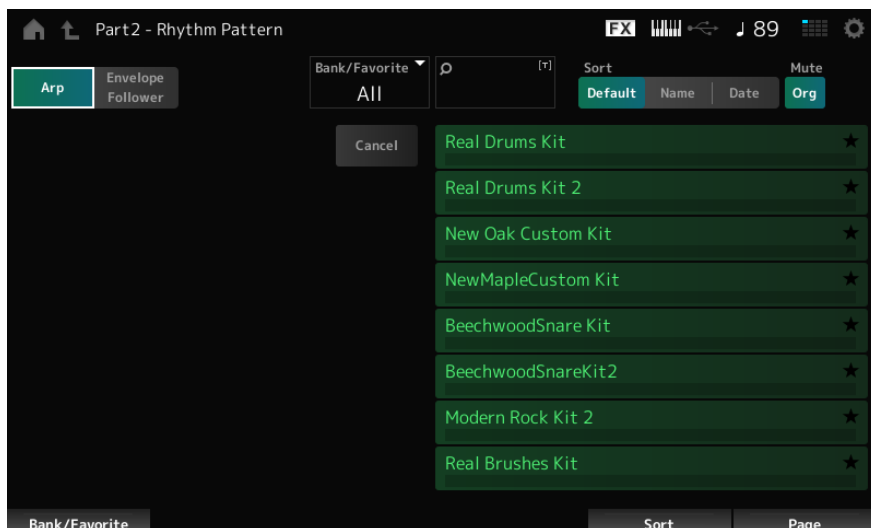 Part2 - Rhythm Pattern
FX
♩ 89
Arp
Envelope
Follower
Bank/Favorite
All
[T]
Sort
Default
Name
Date
Mute
Org
Cancel
Real Drums Kit
Real Drums Kit 2
New Oak Custom Kit
NewMapleCustom Kit
BeechwoodSnare Kit
BeechwoodSnareKit2
Modern Rock Kit 2
Real Brushes Kit
Bank/Favorite
Sort
Page